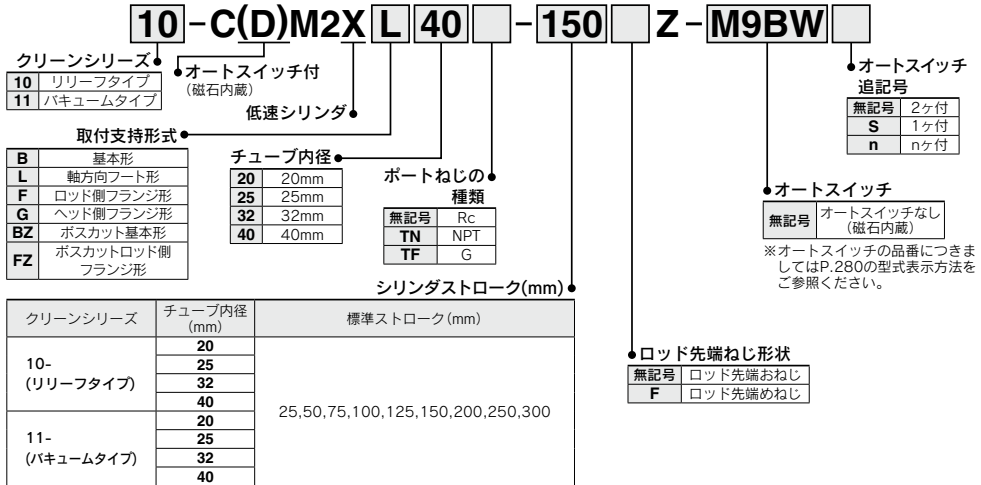 10-C(D)M2XL40□-150□Z-M9BW□
クリーンシリーズ
10 リリーフタイプ
11 バキュームタイプ
オートスイッチ付
(磁石内蔵)
低速シリンダ
取付支持形式
B 基本形
L 軸方向フート形
F ロッド側フランジ形
G ヘッド側フランジ形
BZ ボスカット基本形
FZ ボスカットロッド側
フランジ形
チューブ内径
20 20mm
25 25mm
32 32mm
40 40mm
ポートねじの
種類
無記号 Rc
TN NPT
TF G
オートスイッチ
追記号
無記号 2ヶ付
S 1ヶ付
n nヶ付
オートスイッチ
無記号 オートスイッチなし
(磁石内蔵)
※オートスイッチの品番につきま
してはP.280の型式表示方法を
ご参照ください。
シリンダストローク(mm)
クリーンシリーズ チューブ内径
(mm) 標準ストローク(mm)
10-
(リリーフタイプ)
20
25
32
40
11-
(バキュームタイプ)
20
25
32
40
25,50,75,100,125,150,200,250,300
ロッド先端ねじ形状
無記号 ロッド先端おねじ
F ロッド先端めねじ